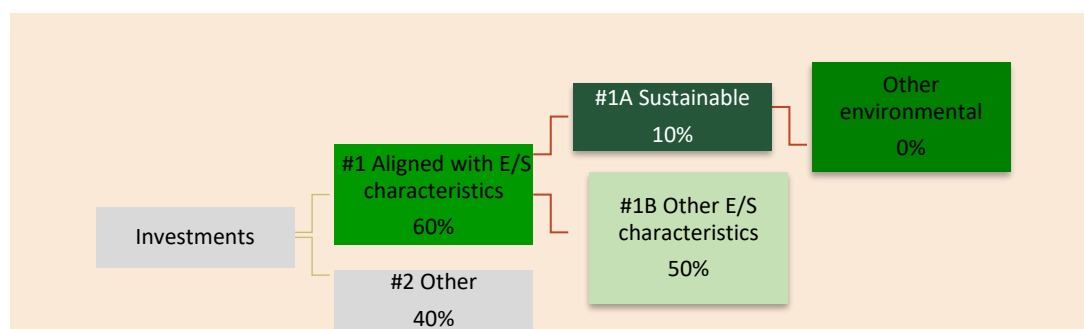 Investments
#1 Aligned with E/S
characteristics
60%
#2 Other
40%
#1A Sustainable
10%
#1B Other E/S
characteristics
50%
Other
environmental
0%